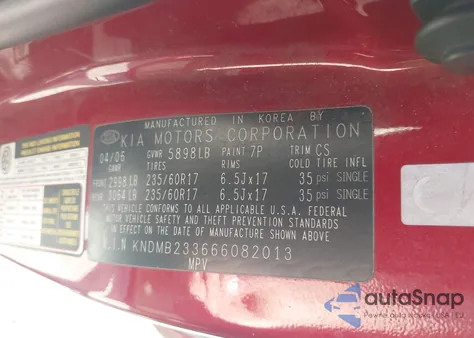 MANUFACTURED IN KOREA BY
KIA MOTORS CORPORATION
04/06 GVWR 5898LB PAINT 7P TRIM CS
GAWR TIRES RIMS COLD TIRE INFL
FRONT 2998LB 235/60R17 6.5Jx17 35 psi SINGLE
REAR 3064LB 235/60R17 6.5Jx17 35 psi SINGLE
THIS VEHICLE CONFORMS TO ALL APPLICABLE U.S.A. FEDERAL
MOTOR VEHICLE SAFETY AND THEFT PREVENTION STANDARDS
IN EFFECT ON THE DATE OF MANUFACTURE SHOWN ABOVE
V.I.N KNDMB233666082013
MPV
autoSnap